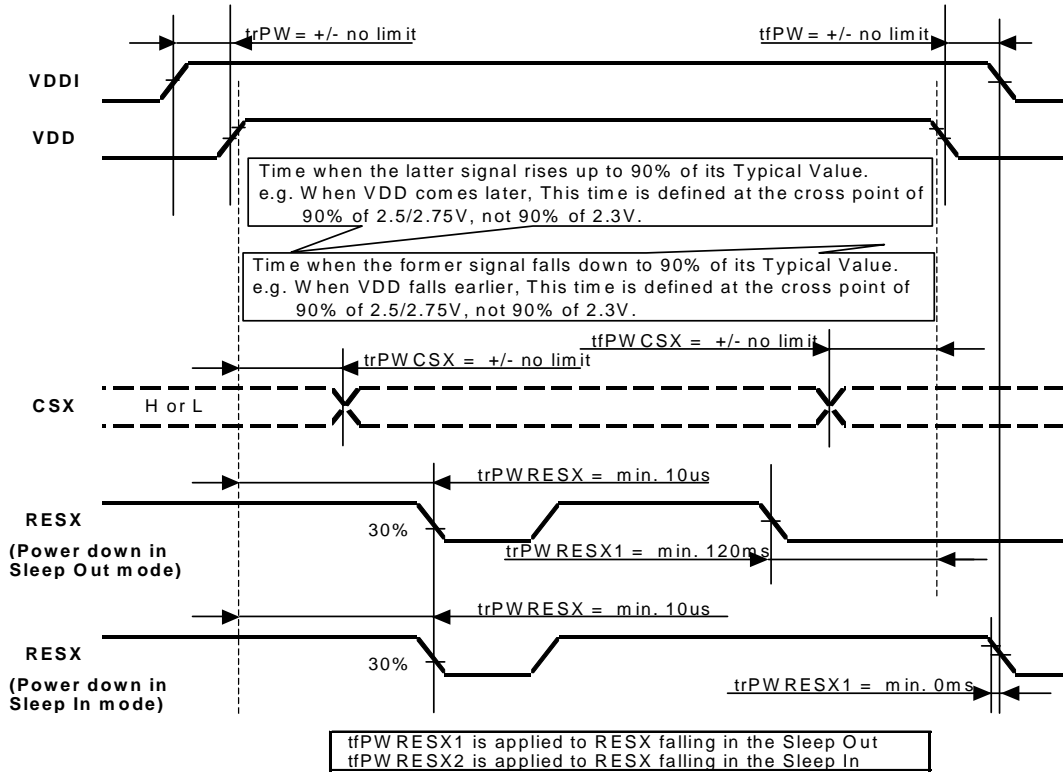 trPW = +/- no limit
tfPW = +/- no limit
VDDI
VDD
Time when the latter signal rises up to 90% of its Typical Value.
e.g. When VDD comes later, This time is defined at the cross point of
90% of 2.5/2.75V, not 90% of 2.3V.
Time when the former signal falls down to 90% of its Typical Value.
e.g. When VDD falls earlier, This time is defined at the cross point of
90% of 2.5/2.75V, not 90% of 2.3V.
tfPWCSX = +/- no limit
trPWCSX = +/- no limit
CSX
H or L
trPWRESX = min. 10us
RESX
30%
(Power down in
Sleep Out mode)
trPWRESX1 = min. 120ms
trPWRESX = min. 10us
RESX
30%
(Power down in
Sleep In mode)
trPWRESX1 = min. 0ms
tfPWRESX1 is applied to RESX falling in the Sleep Out
tfPWRESX2 is applied to RESX falling in the Sleep In